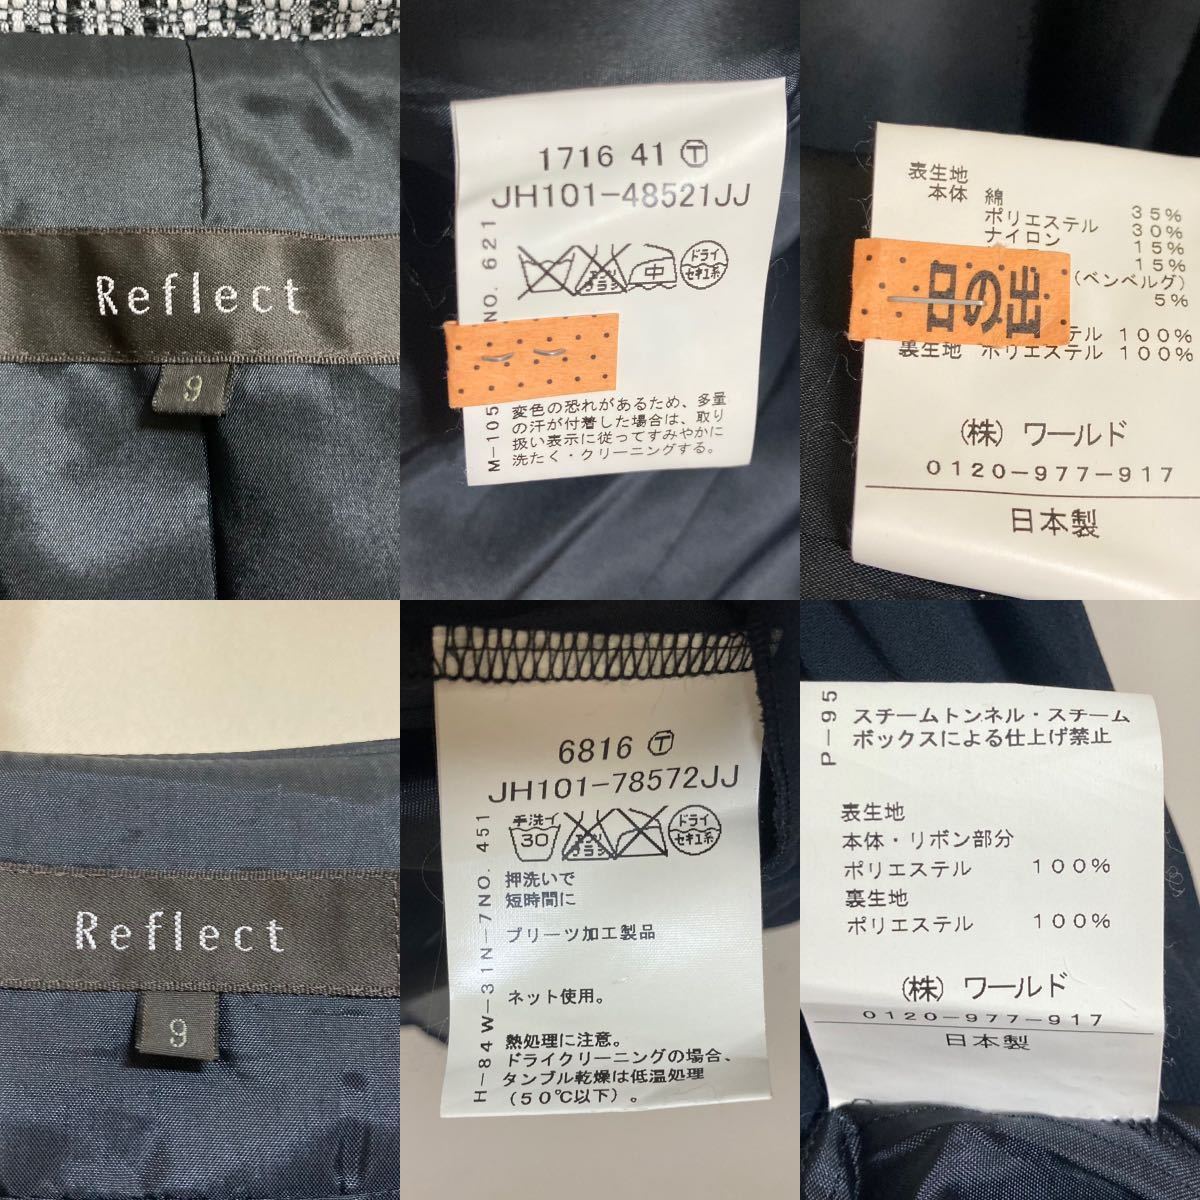 Reflect
9
1716 41 Ⓣ
JH101-48521JJ
エンソ
ブラシ
中
ドライ
セキユ系
M-105
NO. 621
変色の恐れがあるため、多量
の汗が付着した場合は、取り
扱い表示に従ってすみやかに
洗たく・クリーニングする。
表生地
本体 綿 35%
ポリエステル 30%
ナイロン 15%
15%
(ベンベルグ)
5%
日の出
ステル 100%
裏生地 ポリエステル 100%
(株) ワールド
0120-977-917
日本製
Reflect
9
6816 Ⓣ
JH101-78572JJ
手洗イ
30
エンソ
ブラシ
ドライ
セキユ系
H-84W-31N-7NO. 451
押洗いで
短時間に
プリーツ加工製品
ネット使用。
熱処理に注意。
ドライクリーニングの場合、
タンブル乾燥は低温処理
(50℃以下)。
P-95
スチームトンネル・スチーム
ボックスによる仕上げ禁止
表生地
本体・リボン部分
ポリエステル 100%
裏生地
ポリエステル 100%
(株) ワールド
0120-977-917
日本製